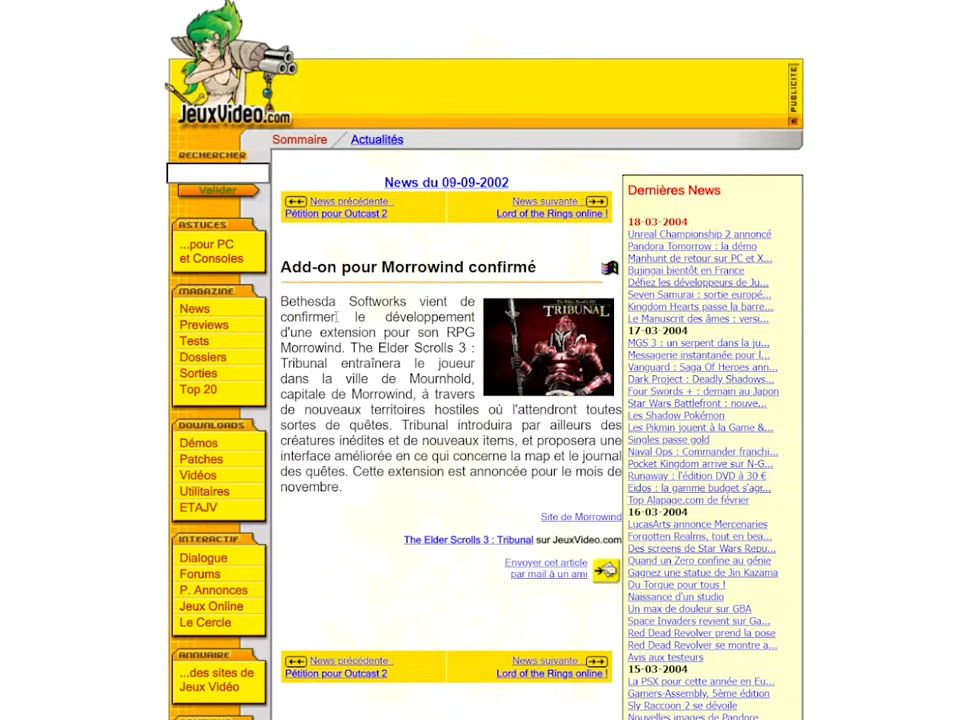 JEUXVIDEO.COM
PUBLICITÉ
Sommaire
Actualités
RECHERCHER
Valider
ASTUCES
...pour PC
et Consoles
MAGAZINE
News
Previews
Tests
Dossiers
Sorties
Top 20
DOWNLOADS
Démos
Patches
Vidéos
Utilitaires
ETAJV
INTERACTIF
Dialogue
Forums
P. Annonces
Jeux Online
Le Cercle
ANNUAIRE
...des sites de
Jeux Vidéo
News du 09-09-2002
News précédente :
Pétition pour Outcast 2
News suivante :
Lord of the Rings online !
Add-on pour Morrowind confirmé
Bethesda Softworks vient de
confirmer le développement
d'une extension pour son RPG
Morrowind. The Elder Scrolls 3 :
Tribunal entraînera le joueur
dans la ville de Mournhold,
capitale de Morrowind, à travers
de nouveaux territoires hostiles où l'attendront toutes
sortes de quêtes. Tribunal introduira par ailleurs des
créatures inédites et de nouveaux items, et proposera une
interface améliorée en ce qui concerne la map et le journal
des quêtes. Cette extension est annoncée pour le mois de
novembre.
The Elder Scrolls III
TRIBUNAL
Site de Morrowind
The Elder Scrolls 3 : Tribunal sur JeuxVideo.com
Envoyer cet article
par mail à un ami
News précédente :
Pétition pour Outcast 2
News suivante :
Lord of the Rings online !
Dernières News
18-03-2004
Unreal Championship 2 annoncé
Pandora Tomorrow : la démo
Manhunt de retour sur PC et X...
Bujingai bientôt en France
Défiez les développeurs de Ju...
Seven Samurai : sortie europé...
Kingdom Hearts passe la barre...
Le Manuscrit des âmes : versi...
17-03-2004
MGS 3 : un serpent dans la ju...
Messagerie instantanée pour l...
Vanguard : Saga Of Heroes ann...
Dark Project : Deadly Shadows...
Four Swords + : demain au Japon
Star Wars Battlefront : nouve...
Les Shadow Pokémon
Les Pikmin jouent à la Game &...
Singles passe gold
Naval Ops : Commander franchi...
Pocket Kingdom arrive sur N-G...
Runaway : l'édition DVD à 30 €
Eidos : la gamme budget s'agr...
Top Alapage.com de février
16-03-2004
LucasArts annonce Mercenaries
Forgotten Realms, tout en bea...
Des screens de Star Wars Repu...
Quand un Zero confine au génie
Gagnez une statue de Jin Kazama
Du Torque pour tous !
Naissance d'un studio
Un max de douleur sur GBA
Space Invaders revient sur Ga...
Red Dead Revolver prend la pose
Red Dead Revolver se montre a...
Avis aux testeurs
15-03-2004
La PSX pour cette année en Eu...
Gamers-Assembly, 5ème édition
Sly Raccoon 2 se dévoile
Nouvelles images de Pandore